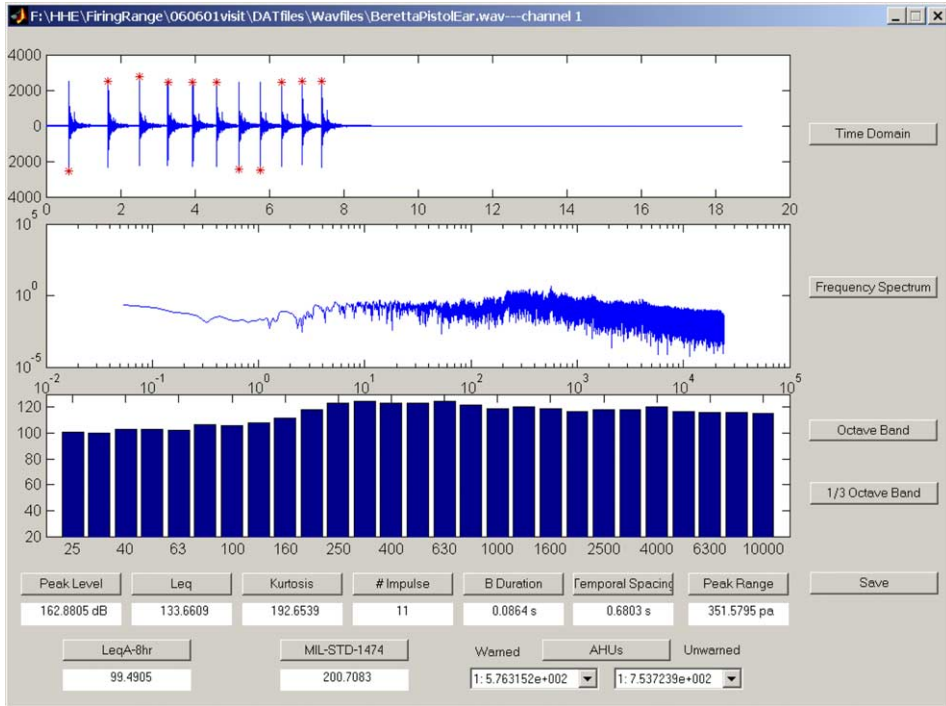 F:\HHE\FiringRange\060601visit\DATfiles\Wavfiles\BerettaPistolEar.wav---channel 1
4000
2000
0
2000
4000
0 2 4 6 8 10 12 14 16 18 20
Time Domain
10^5
10^0
10^-5
10^-2 10^-1 10^0 10^1 10^2 10^3 10^4 10^5
Frequency Spectrum
120
100
80
60
40
20
25 40 63 100 160 250 400 630 1000 1600 2500 4000 6300 10000
Octave Band
1/3 Octave Band
Peak Level Leq Kurtosis # Impulse B Duration Temporal Spacing Peak Range Save
162.8805 dB 133.6609 192.6539 11 0.0864 s 0.6803 s 351.5795 pa
LeqA-8hr MIL-STD-1474 Warned AHUs Unwarned
99.4905 200.7083 1: 5.763152e+002 1: 7.537239e+002